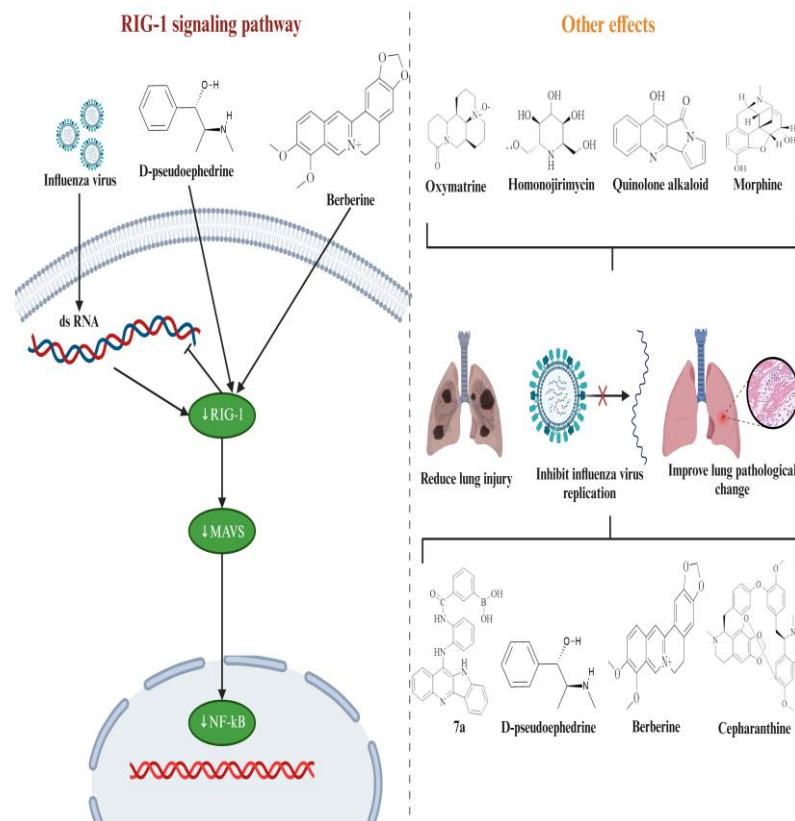 RIG-1 signaling pathway
Influenza virus
D-pseudoephedrine
Berberine
ds RNA
↓RIG-1
↓MAVS
↓NF-kB
Other effects
Oxymatrine
Homonojirimycin
Quinolone alkaloid
Morphine
Reduce lung injury
Inhibit influenza virus
replication
Improve lung pathological
change
7a
D-pseudoephedrine
Berberine
Cepharanthine